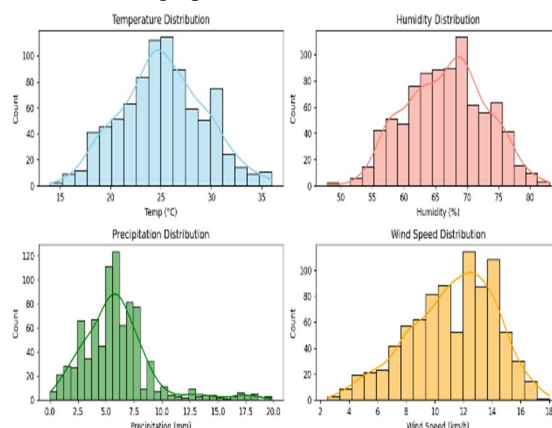 Temperature Distribution
Count
100
80
60
40
20
0
15 20 25 30 35
Temp (°C)
Humidity Distribution
Count
120
100
80
60
40
20
0
50 55 60 65 70 75 80
Humidity (%)
Precipitation Distribution
Count
120
100
80
60
40
20
0
0.0 2.5 5.0 7.5 10.0 12.5 15.0 17.5 20.0
Precipitation (mm)
Wind Speed Distribution
Count
100
80
60
40
20
0
2 4 6 8 10 12 14 16 18
Wind Speed (km/h)